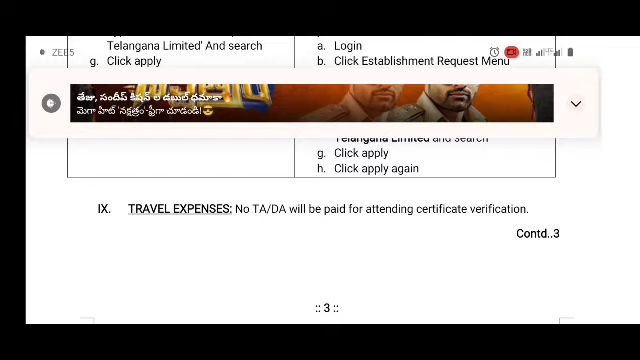 ZEE5
Telangana Limited' And search
g. Click apply
a. Login
b. Click Establishment Request Menu
తేజు, సందీప్ కిషన్ ల డబుల్ ధమాకా
మెగా హిట్ 'నక్షత్రం'-ఫ్రీగా చూడండి!
Telangana Limited and search
g. Click apply
h. Click apply again
IX. TRAVEL EXPENSES: No TA/DA will be paid for attending certificate verification.
Contd..3
:: 3 ::